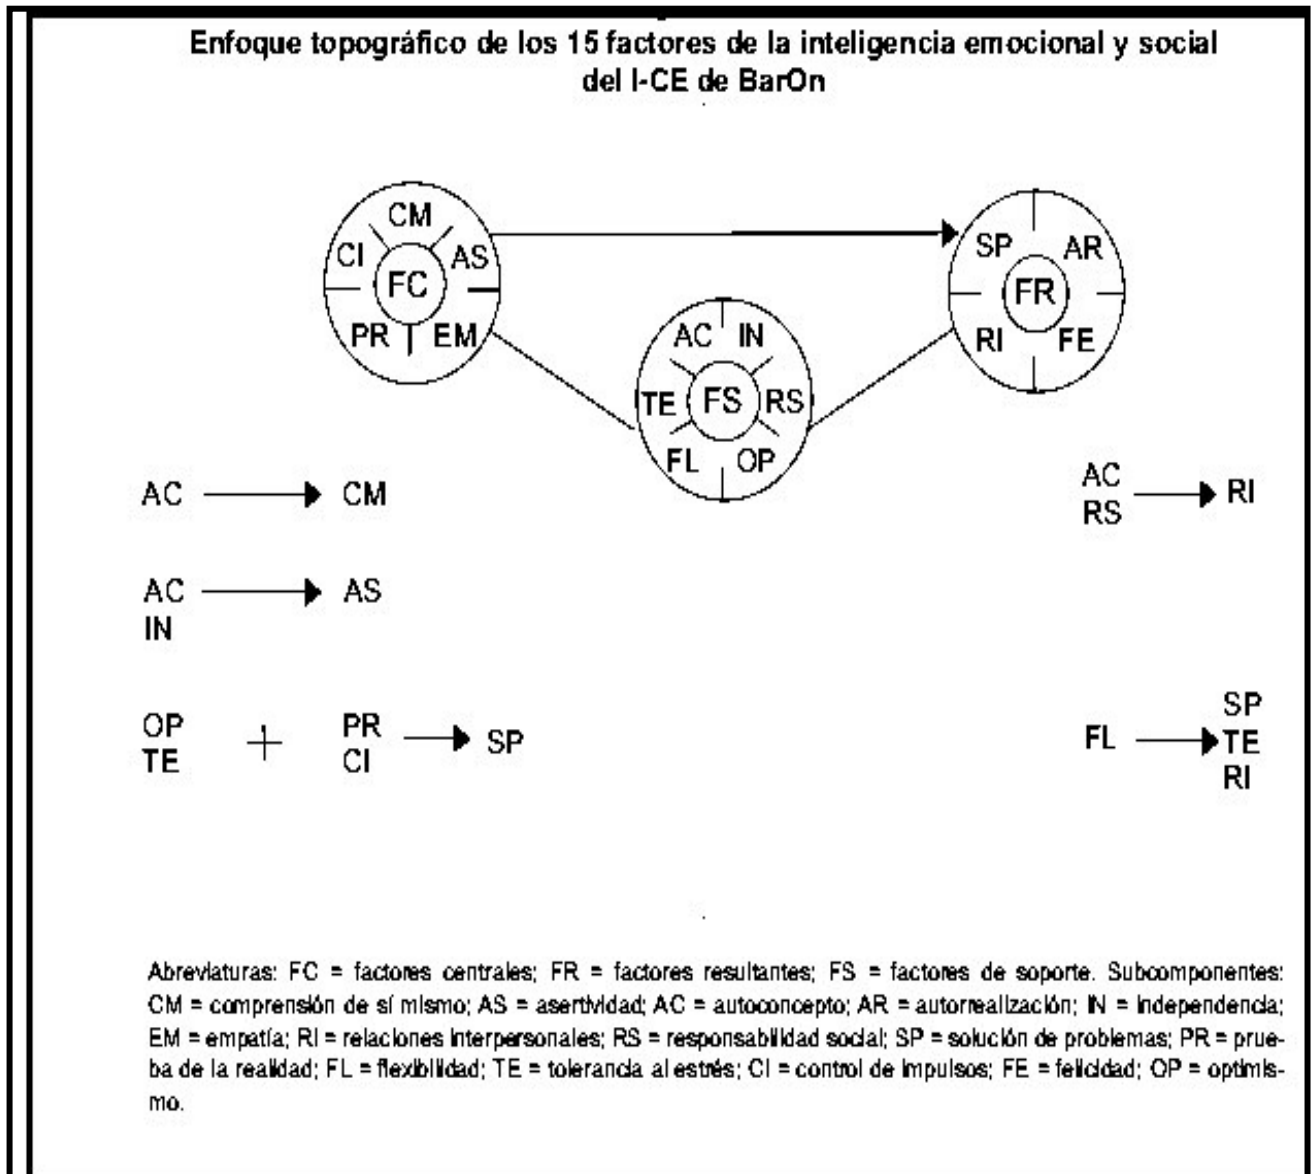 Enfoque topográfico de los 15 factores de la inteligencia emocional y social
del I-CE de BarOn
CM
CI
AS
FC
PR
EM
SP
AR
FR
RI
FE
AC
IN
TE
FS
RS
FL
OP
AC
CM
AC
RS
RI
AC
IN
AS
OP
TE
+
PR
CI
SP
FL
SP
TE
RI
Abreviaturas: FC = factores centrales; FR = factores resultantes; FS = factores de soporte. Subcomponentes:
CM = comprensión de sí mismo; AS = asertividad; AC = autoconcepto; AR = autorrealización; IN = independencia;
EM = empatía; RI = relaciones interpersonales; RS = responsabilidad social; SP = solución de problemas; PR = prue-
ba de la realidad; FL = flexibilidad; TE = tolerancia al estrés; CI = control de impulsos; FE = felicidad; OP = optimis-
mo.